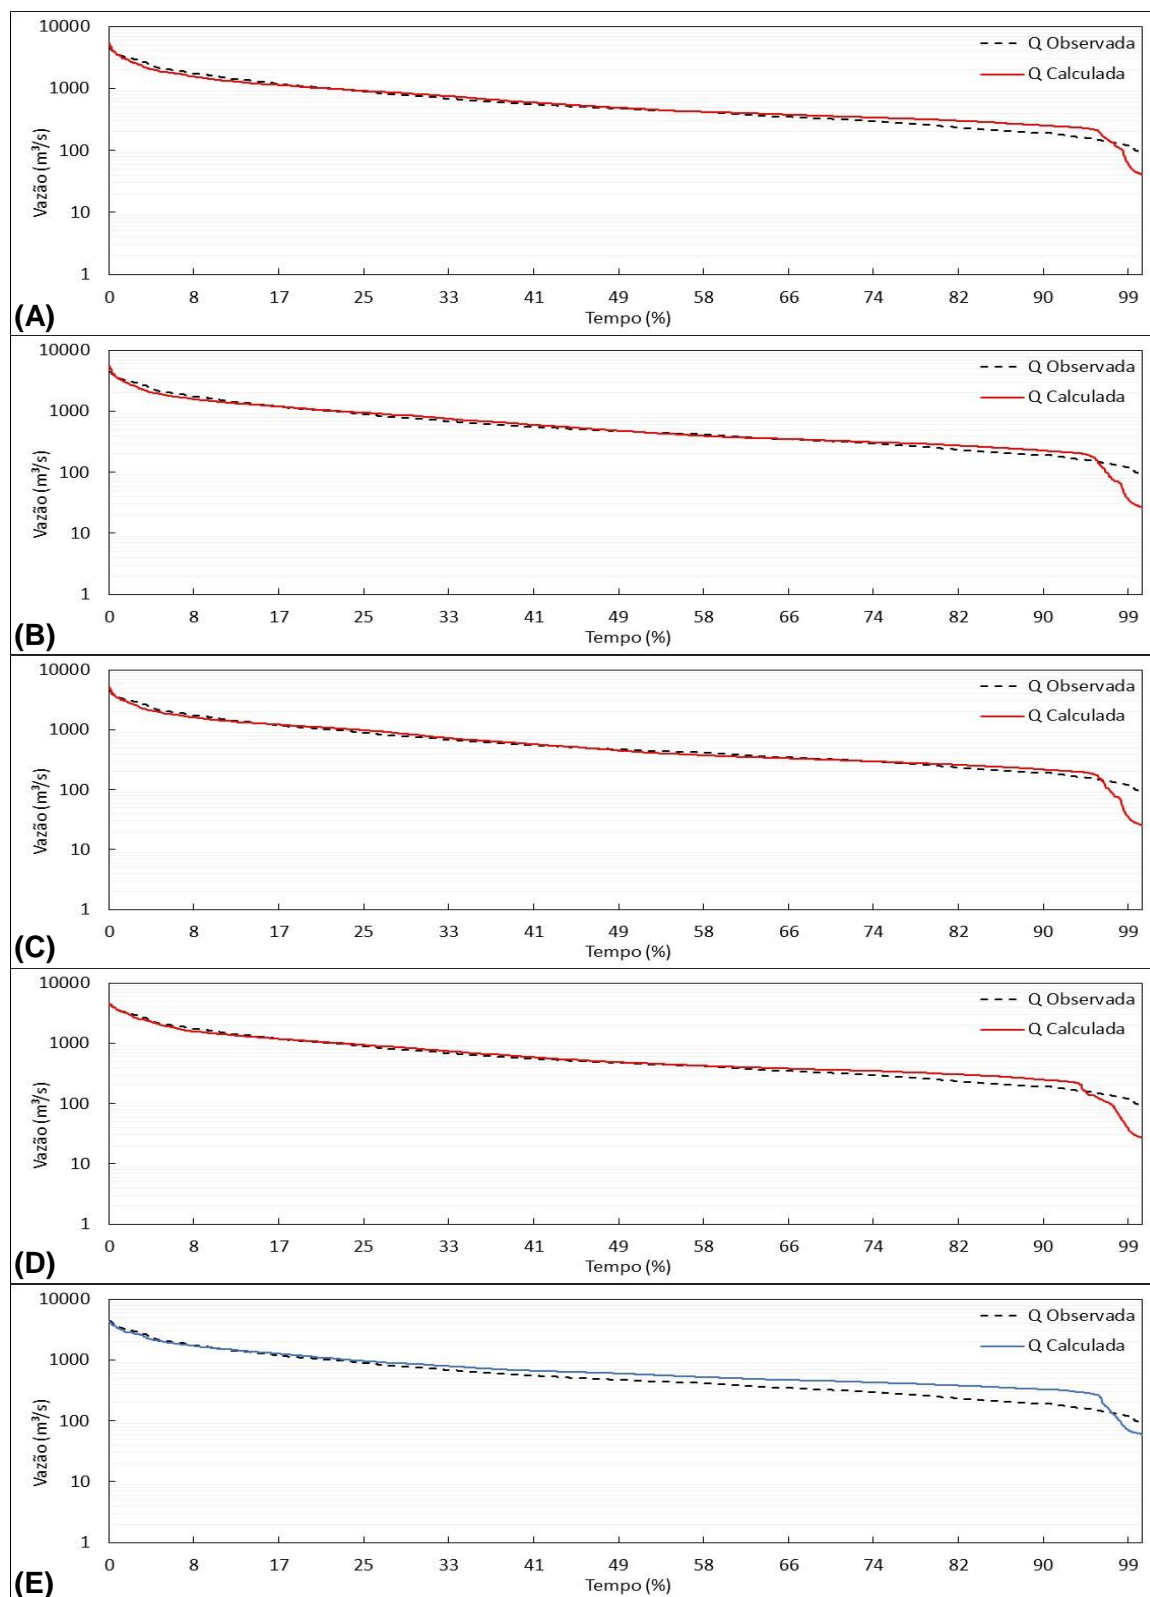 10000
Q Observada
1000
Q Calculada
100
10
1
Vazão (m³/s)
0 8 17 25 33 41 49 58 66 74 82 90 99
Tempo (%)
(A)
10000
Q Observada
1000
Q Calculada
100
10
1
Vazão (m³/s)
0 8 17 25 33 41 49 58 66 74 82 90 99
Tempo (%)
(B)
10000
Q Observada
1000
Q Calculada
100
10
1
Vazão (m³/s)
0 8 17 25 33 41 49 58 66 74 82 90 99
Tempo (%)
(C)
10000
Q Observada
1000
Q Calculada
100
10
1
Vazão (m³/s)
0 8 17 25 33 41 49 58 66 74 82 90 99
Tempo (%)
(D)
10000
Q Observada
1000
Q Calculada
100
10
1
Vazão (m³/s)
0 8 17 25 33 41 49 58 66 74 82 90 99
Tempo (%)
(E)